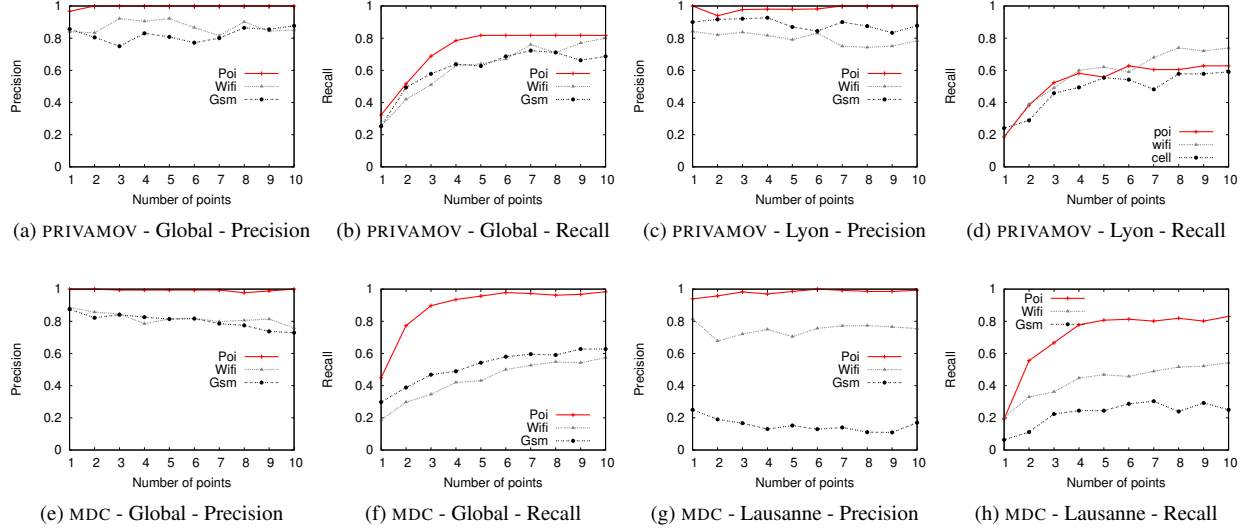 1
0.8
0.6
0.4
0.2
0
Precision
Poi
Wifi
Gsm
1 2 3 4 5 6 7 8 9 10
Number of points
(a) PRIVAMOV - Global - Precision
1
0.8
0.6
0.4
0.2
0
Recall
Poi
Wifi
Gsm
1 2 3 4 5 6 7 8 9 10
Number of points
(b) PRIVAMOV - Global - Recall
1
0.8
0.6
0.4
0.2
0
Precision
Poi
Wifi
Gsm
1 2 3 4 5 6 7 8 9 10
Number of points
(c) PRIVAMOV - Lyon - Precision
1
0.8
0.6
0.4
0.2
0
Recall
poi
wifi
cell
1 2 3 4 5 6 7 8 9 10
Number of points
(d) PRIVAMOV - Lyon - Recall
1
0.8
0.6
0.4
0.2
0
Precision
Poi
Wifi
Gsm
1 2 3 4 5 6 7 8 9 10
Number of points
(e) MDC - Global - Precision
1
0.8
0.6
0.4
0.2
0
Recall
Poi
Wifi
Gsm
1 2 3 4 5 6 7 8 9 10
Number of points
(f) MDC - Global - Recall
1
0.8
0.6
0.4
0.2
0
Precision
Poi
Wifi
Gsm
1 2 3 4 5 6 7 8 9 10
Number of points
(g) MDC - Lausanne - Precision
1
0.8
0.6
0.4
0.2
0
Recall
Poi
Wifi
Gsm
1 2 3 4 5 6 7 8 9 10
Number of points
(h) MDC - Lausanne - Recall